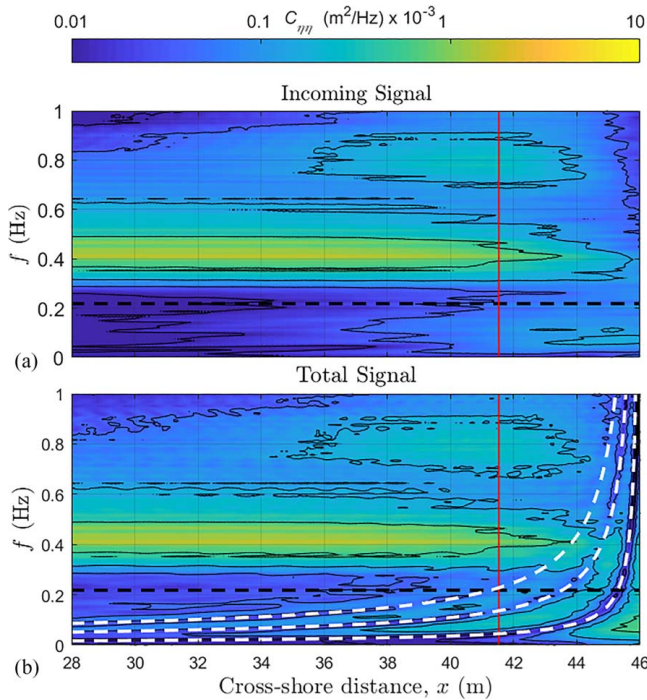 0.01 0.1 C_ηη (m²/Hz) x 10⁻³ 1 10
Incoming Signal
1
0.8
0.6
0.4
0.2
0
f (Hz)
(a)
Total Signal
1
0.8
0.6
0.4
0.2
0
f (Hz)
(b)
28 30 32 34 36 38 40 42 44 46
Cross-shore distance, x (m)